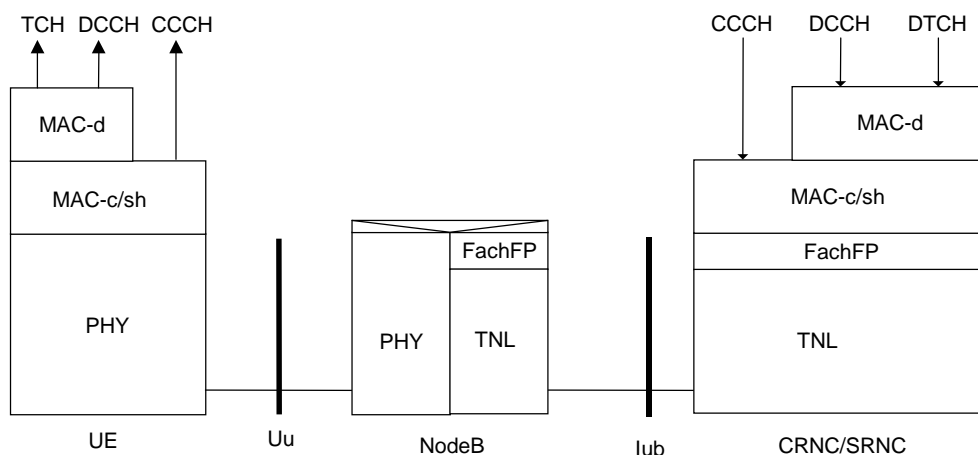 TCH DCCH CCCH
CCCH DCCH DTCH
MAC-d
MAC-d
MAC-c/sh
MAC-c/sh
FachFP
FachFP
PHY
PHY
TNL
TNL
UE
Uu
NodeB
Iub
CRNC/SRNC